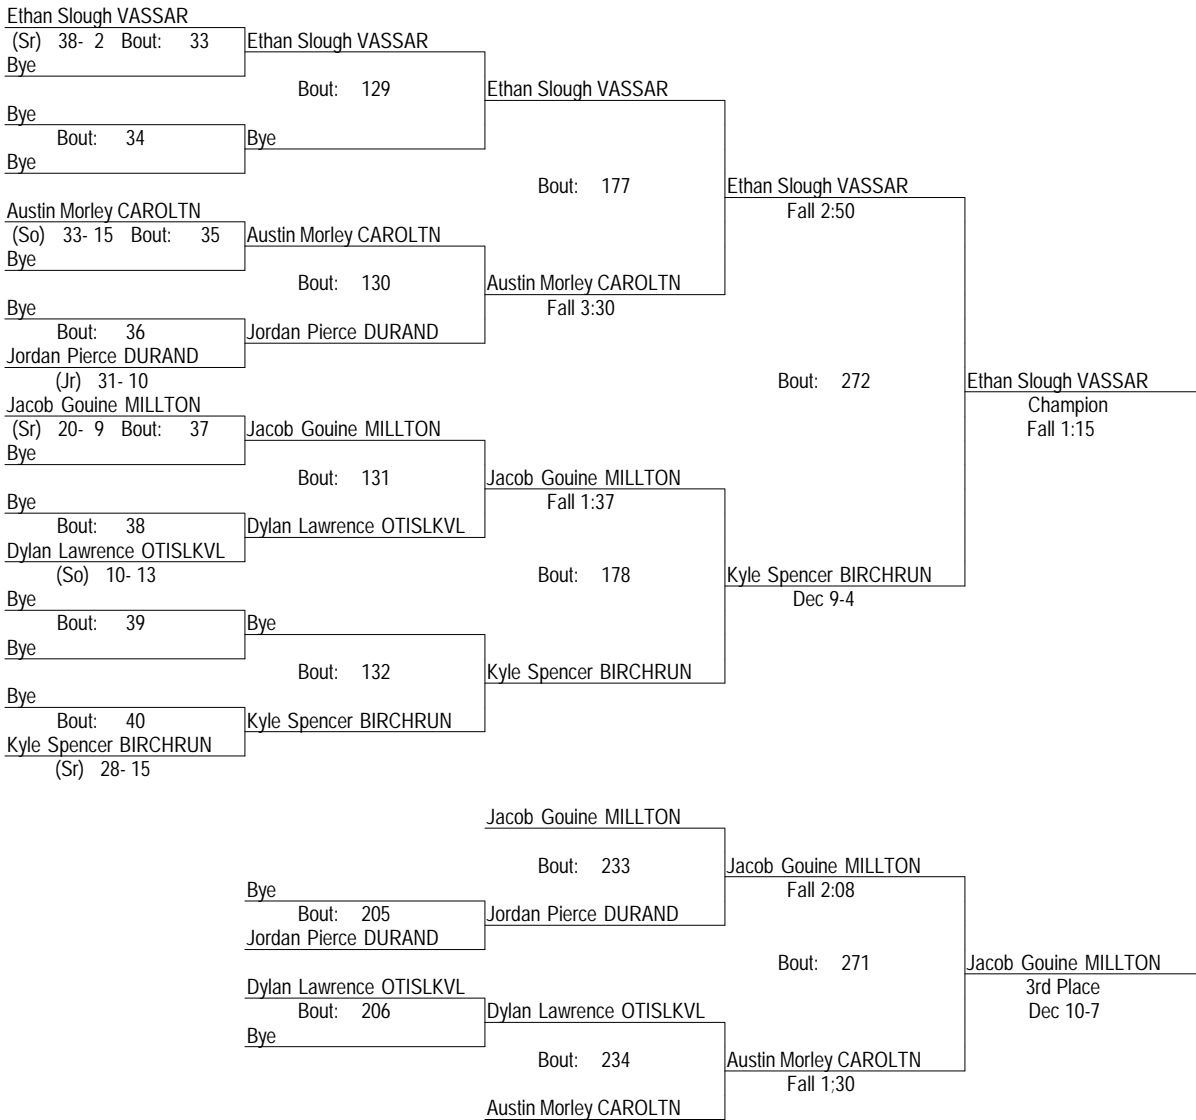 Ethan Slough VASSAR
(Sr) 38- 2 Bout: 33
Ethan Slough VASSAR
Bye
Bout: 129
Ethan Slough VASSAR
Bye
Bout: 34
Bye
Bye
Bout: 177
Ethan Slough VASSAR
Fall 2:50
Austin Morley CAROLTN
(So) 33- 15 Bout: 35
Austin Morley CAROLTN
Bye
Bout: 130
Austin Morley CAROLTN
Fall 3:30
Bye
Bout: 36
Jordan Pierce DURAND
Jordan Pierce DURAND
(Jr) 31- 10
Bout: 272
Ethan Slough VASSAR
Champion
Fall 1:15
Jacob Gouine MILLTON
(Sr) 20- 9 Bout: 37
Jacob Gouine MILLTON
Bye
Bout: 131
Jacob Gouine MILLTON
Fall 1:37
Bye
Bout: 38
Dylan Lawrence OTISLKVL
Dylan Lawrence OTISLKVL
(So) 10- 13
Bout: 178
Kyle Spencer BIRCHRUN
Dec 9-4
Bye
Bout: 39
Bye
Bye
Bout: 132
Kyle Spencer BIRCHRUN
Bye
Bout: 40
Kyle Spencer BIRCHRUN
Kyle Spencer BIRCHRUN
(Sr) 28- 15
Jacob Gouine MILLTON
Bout: 233
Jacob Gouine MILLTON
Fall 2:08
Bye
Bout: 205
Jordan Pierce DURAND
Jordan Pierce DURAND
Bout: 271
Jacob Gouine MILLTON
3rd Place
Dec 10-7
Dylan Lawrence OTISLKVL
Bout: 206
Dylan Lawrence OTISLKVL
Bye
Bout: 234
Austin Morley CAROLTN
Fall 1;30
Austin Morley CAROLTN